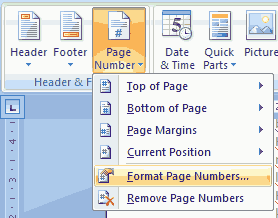 Header Footer Page Number Date & Time Quick Parts Picture
Header & F
Top of Page
Bottom of Page
Page Margins
Current Position
Format Page Numbers...
Remove Page Numbers